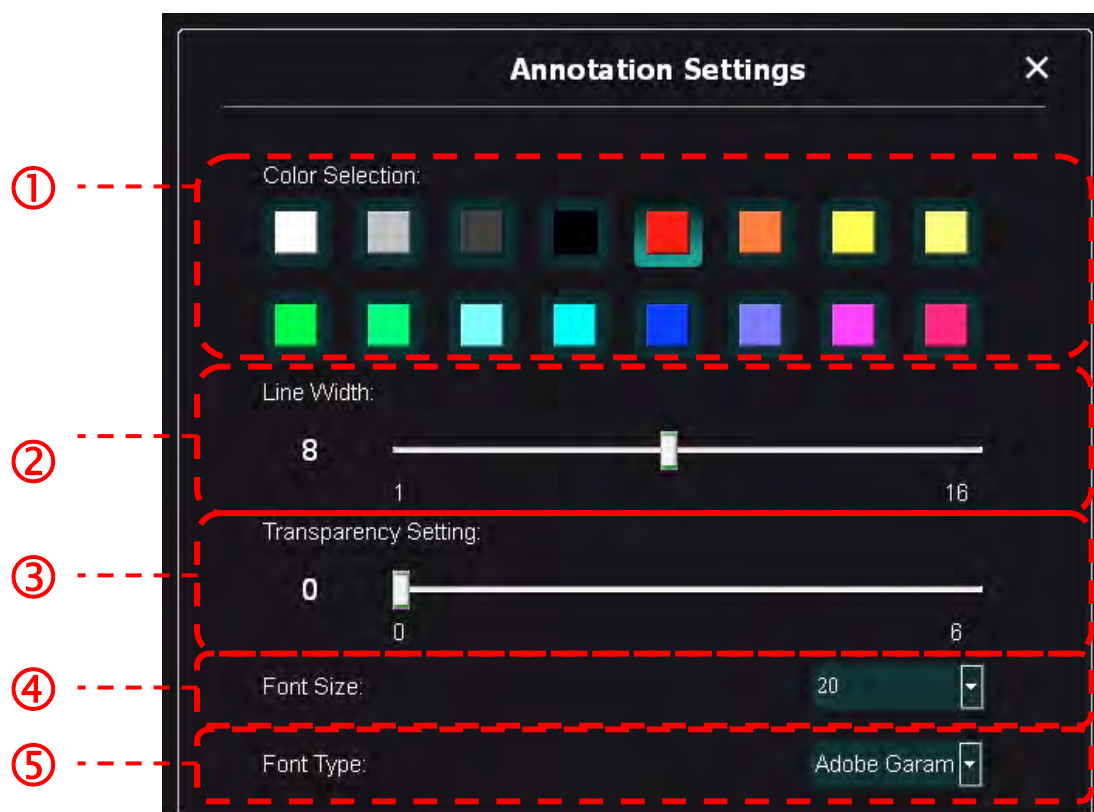 Annotation Settings ×
① Color Selection:
Line Width:
② 8
1 16
Transparency Setting:
③ 0
0 6
④ Font Size: 20
⑤ Font Type: Adobe Garam